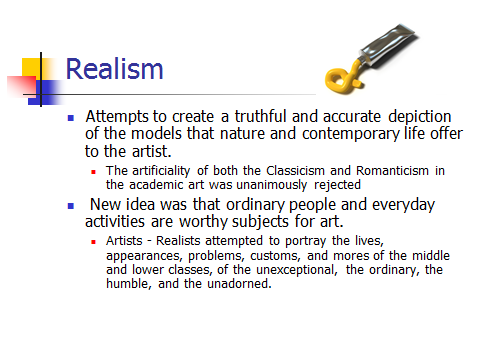 Realism
Attempts to create a truthful and accurate depiction
of the models that nature and contemporary life offer
to the artist.
The artificiality of both the Classicism and Romanticism in
the academic art was unanimously rejected
New idea was that ordinary people and everyday
activities are worthy subjects for art.
Artists - Realists attempted to portray the lives,
appearances, problems, customs, and mores of the middle
and lower classes, of the unexceptional, the ordinary, the
humble, and the unadorned.